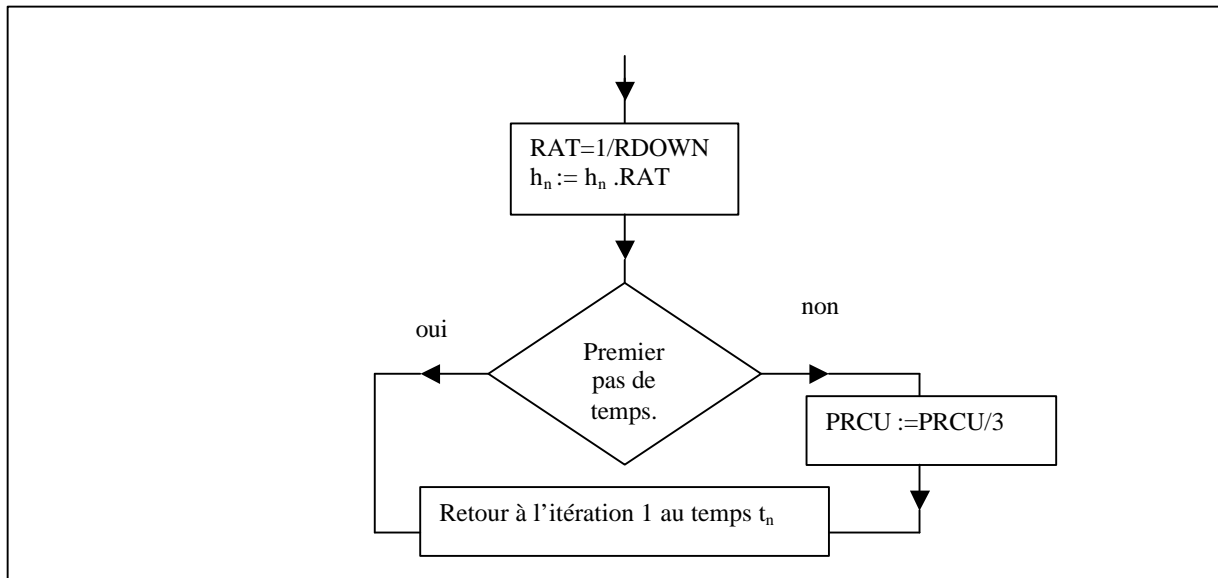 RAT=1/RDOWN
hn := hn .RAT
non
oui
Premier
pas de
temps.
PRCU :=PRCU/3
Retour à l’itération 1 au temps tn